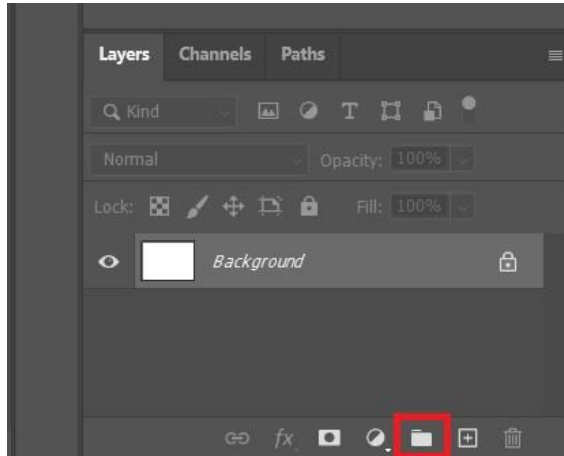 Layers Channels Paths
Kind T
Normal Opacity: 100%
Lock: Fill: 100%
Background
fx